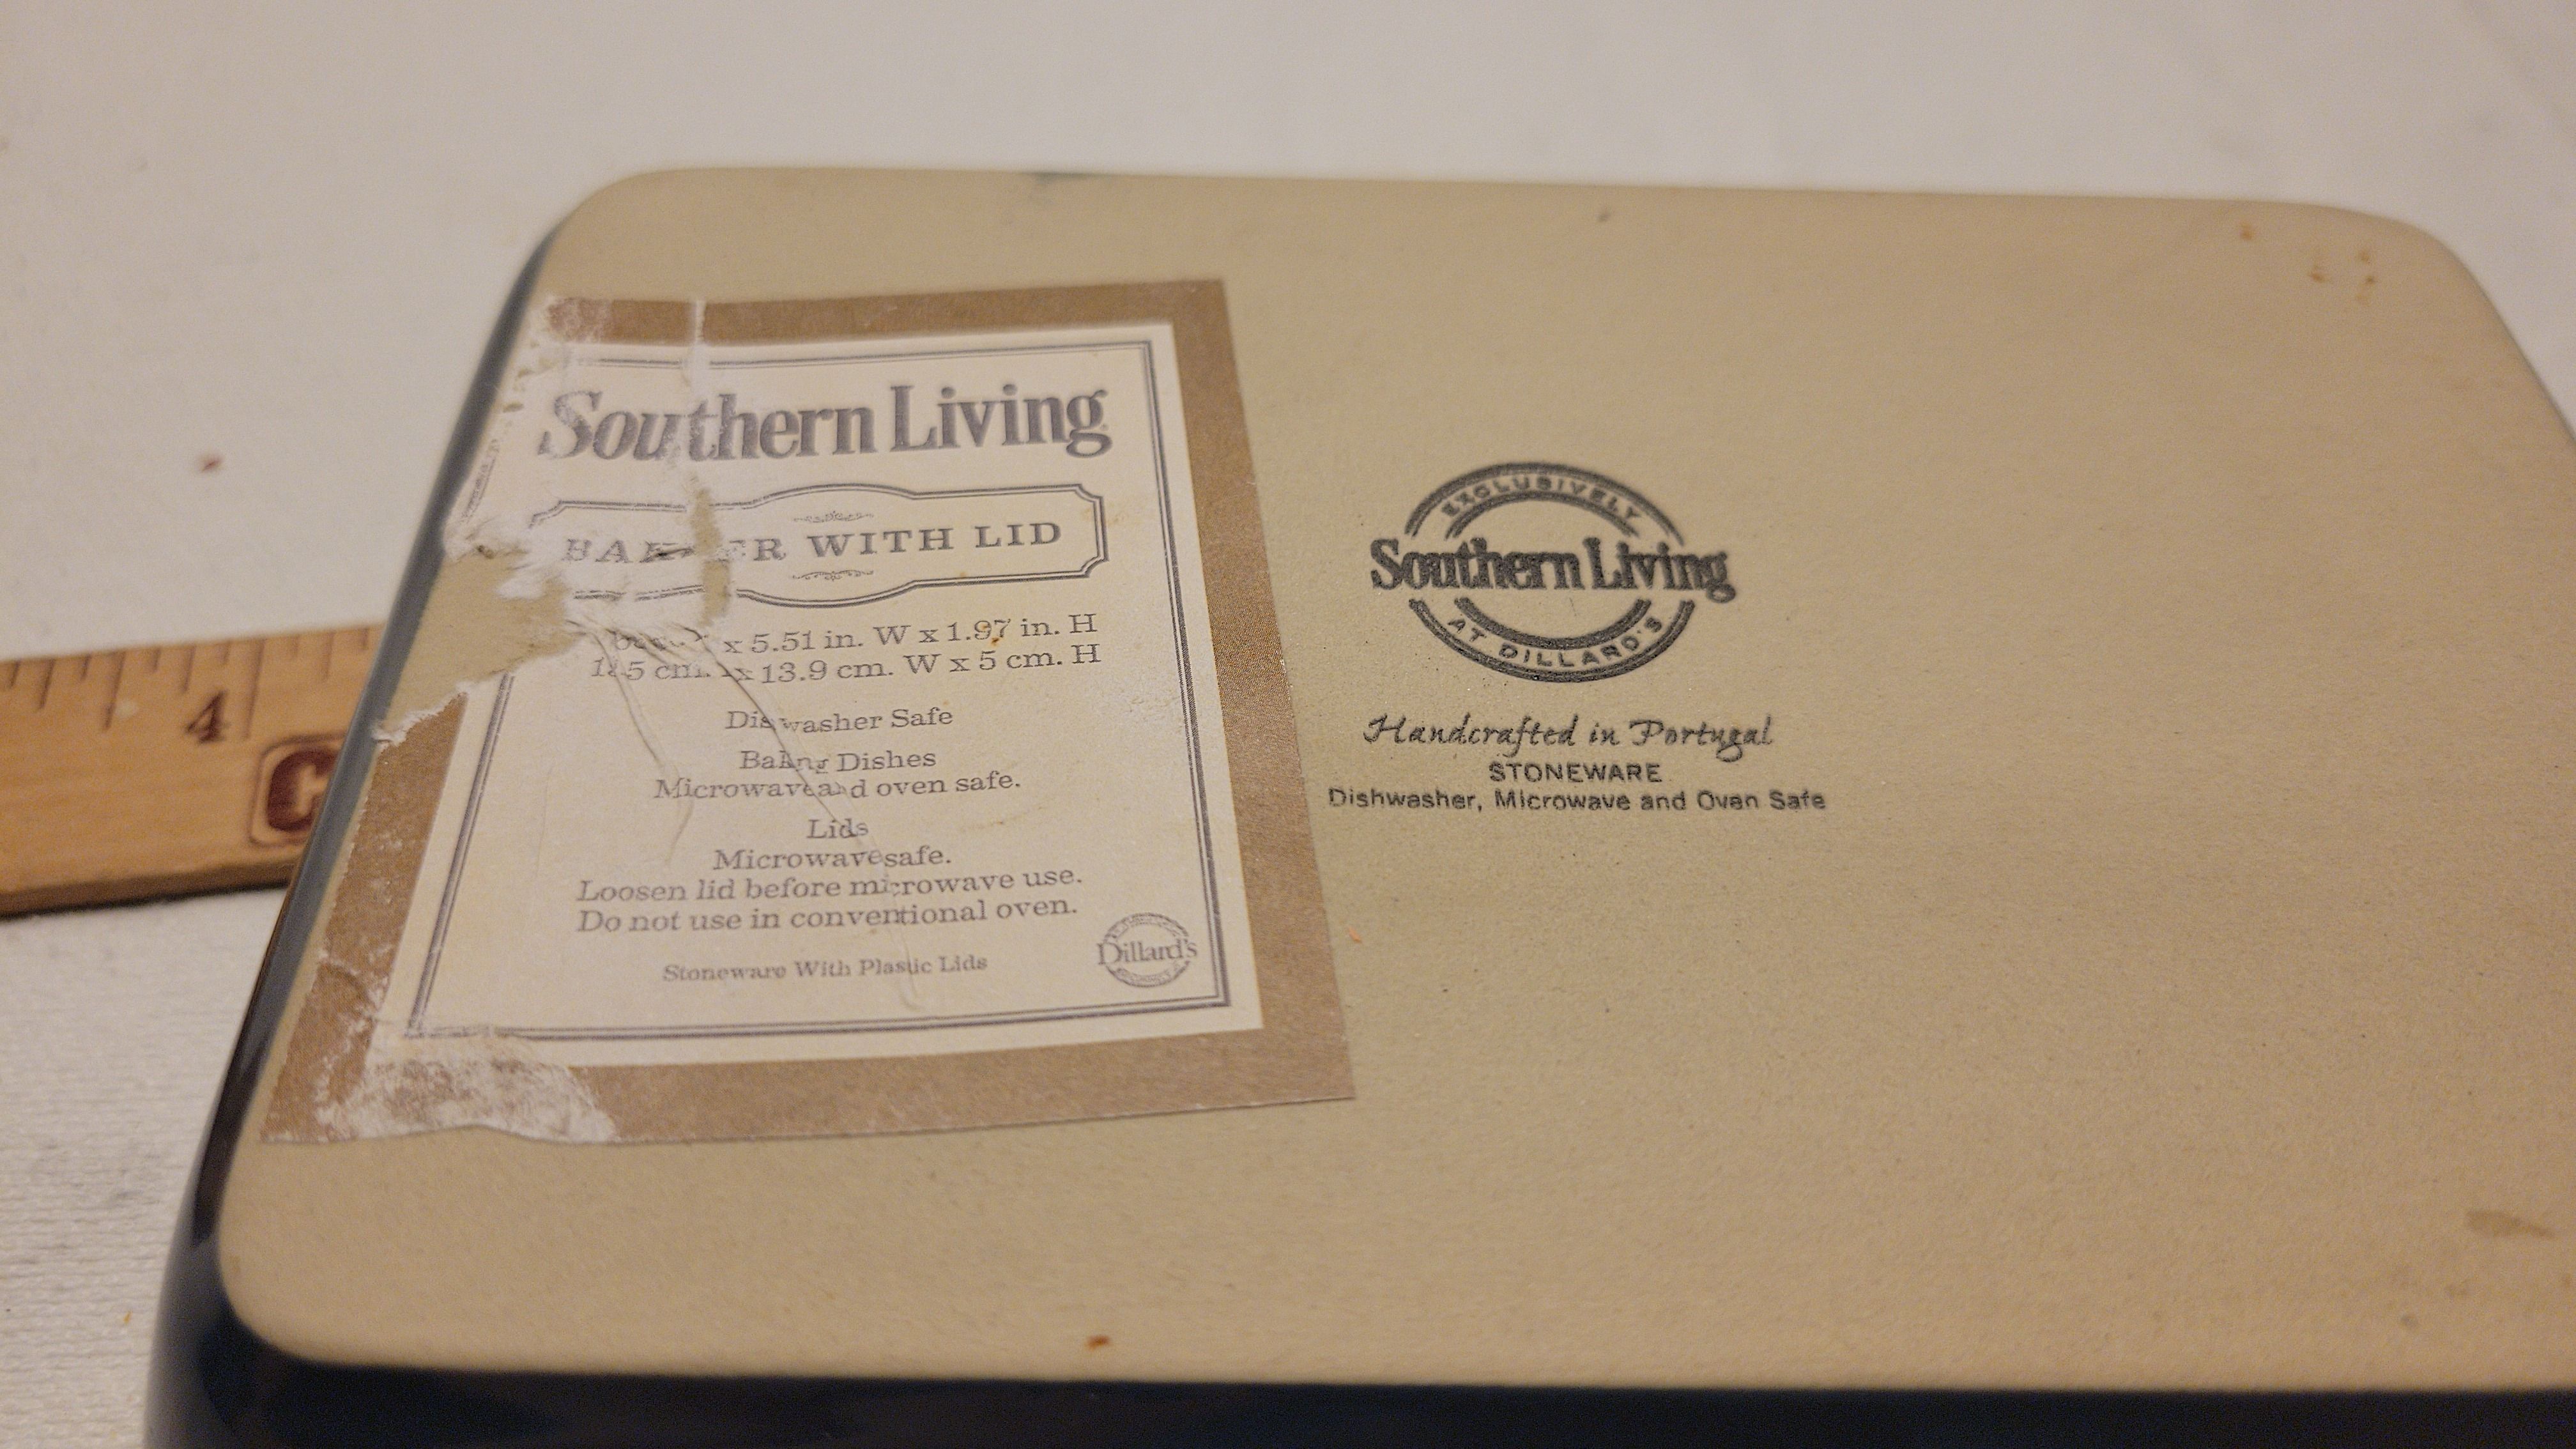 Southern Living
BAKER WITH LID
x 5.51 in. W x 1.97 in. H
cm. x 13.9 cm. W x 5 cm. H
Dishwasher Safe
Baking Dishes
Microwave and oven safe.
Lids
Microwave safe.
Loosen lid before microwave use.
Do not use in conventional oven.
Stoneware With Plastic Lids
Dillard's
EXCLUSIVELY
Southern Living
AT DILLARD'S
Handcrafted in Portugal
STONEWARE
Dishwasher, Microwave and Oven Safe
4
C